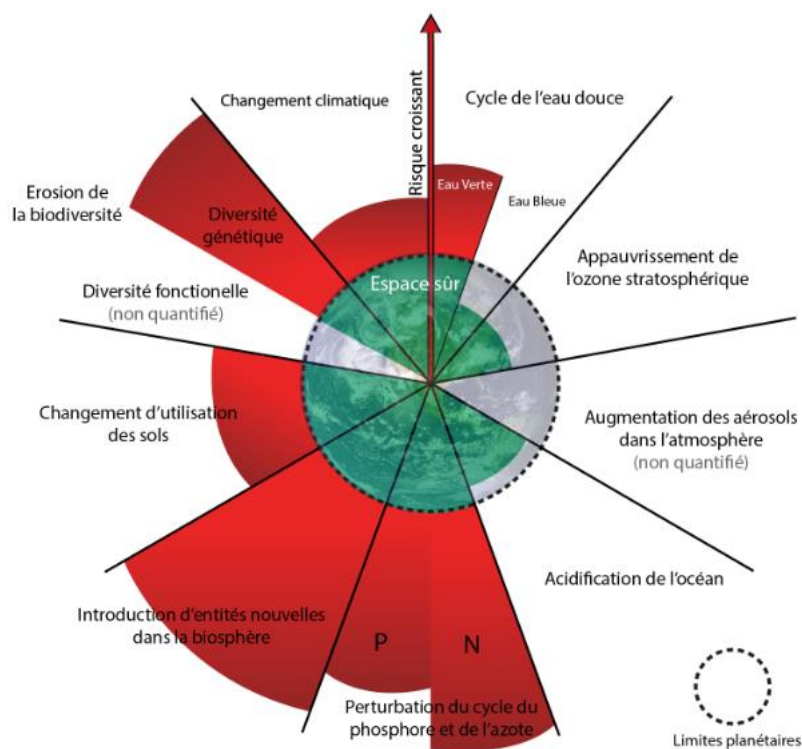 Risque croissant
Changement climatique
Cycle de l'eau douce
Eau Verte
Eau Bleue
Erosion de
la biodiversité
Diversité
génétique
Appauvrissement de
l'ozone stratosphérique
Espace sûr
Diversité fonctionelle
(non quantifié)
Changement d'utilisation
des sols
Augmentation des aérosols
dans l'atmosphère
(non quantifié)
Acidification de l'océan
Introduction d'entités nouvelles
dans la biosphère
P
N
Perturbation du cycle du
phosphore et de l'azote
Limites planétaires